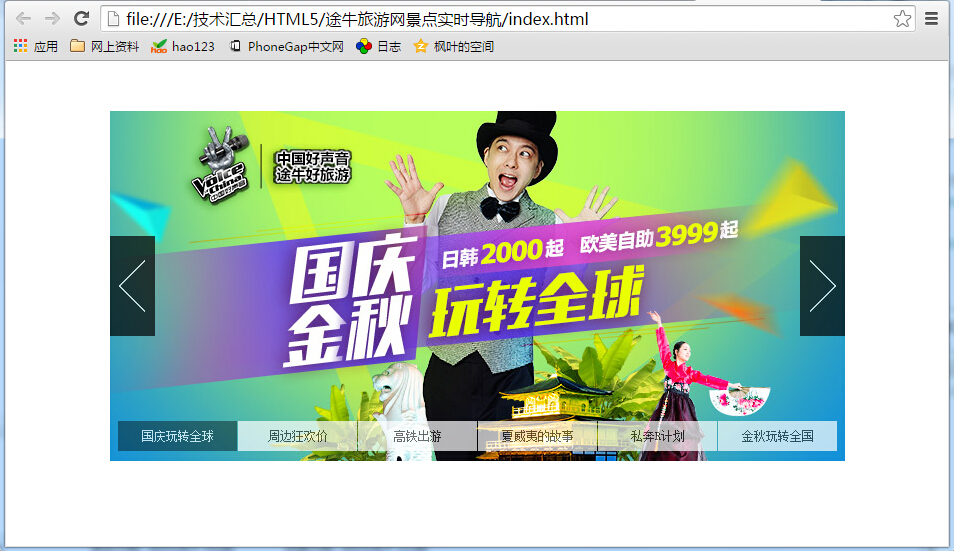 file:///E:/技术汇总/HTML5/途牛旅游网景点实时导航/index.html
应用 网上资料 hao123 PhoneGap中文网 日志 枫叶的空间
The Voice of China
中国好声音
中国好声音
途牛好旅游
国庆
金秋
日韩2000起 欧美自助3999起
玩转全球
国庆玩转全球 周边狂欢价 高铁出游 夏威夷的故事 私奔R计划 金秋玩转全国